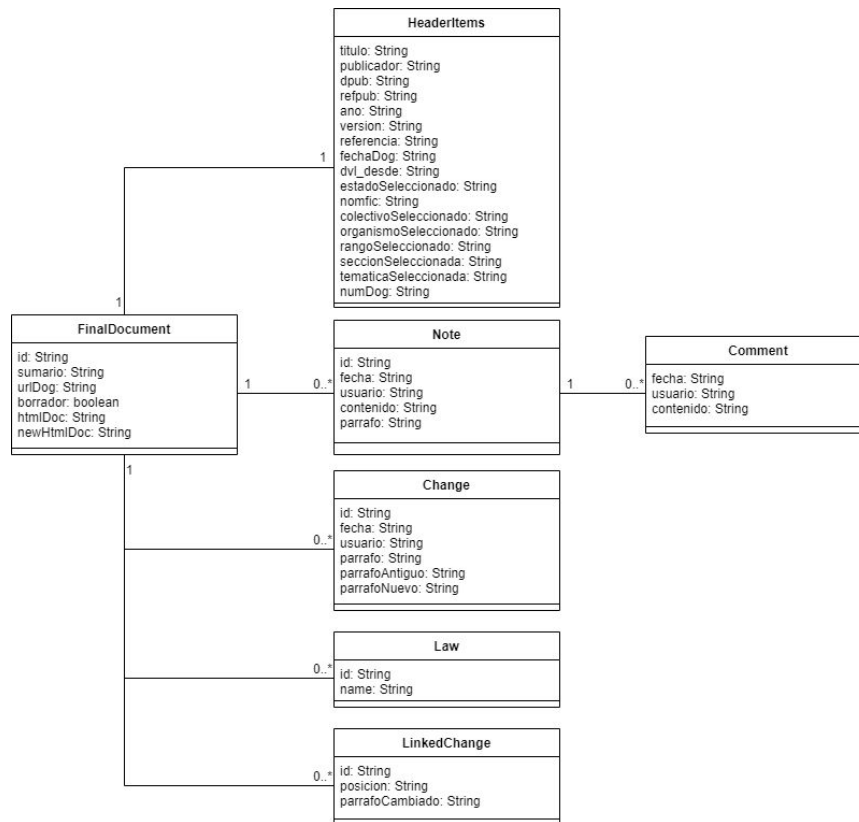 HeaderItems
titulo: String
publicador: String
dpub: String
refpub: String
ano: String
version: String
referencia: String
fechaDog: String
dvl_desde: String
estadoSeleccionado: String
nomfic: String
colectivoSeleccionado: String
organismoSeleccionado: String
rangoSeleccionado: String
seccionSeleccionada: String
tematicaSeleccionada: String
numDog: String
1
1
FinalDocument
id: String
sumario: String
urlDog: String
borrador: boolean
htmlDoc: String
newHtmlDoc: String
1
0..*
Note
id: String
fecha: String
usuario: String
contenido: String
parrafo: String
1
0..*
Comment
fecha: String
usuario: String
contenido: String
1
0..*
Change
id: String
fecha: String
usuario: String
parrafo: String
parrafoAntiguo: String
parrafoNuevo: String
0..*
Law
id: String
name: String
0..*
LinkedChange
id: String
posicion: String
parrafoCambiado: String